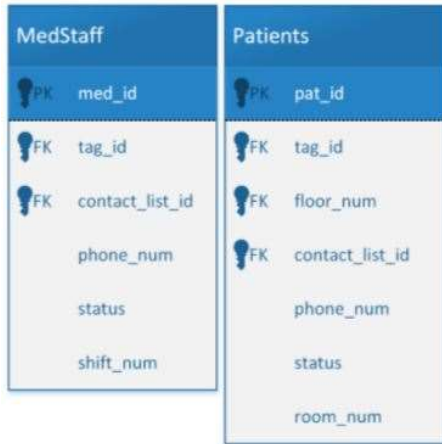 MedStaff
PK med_id
FK tag_id
FK contact_list_id
phone_num
status
shift_num
Patients
PK pat_id
FK tag_id
FK floor_num
FK contact_list_id
phone_num
status
room_num